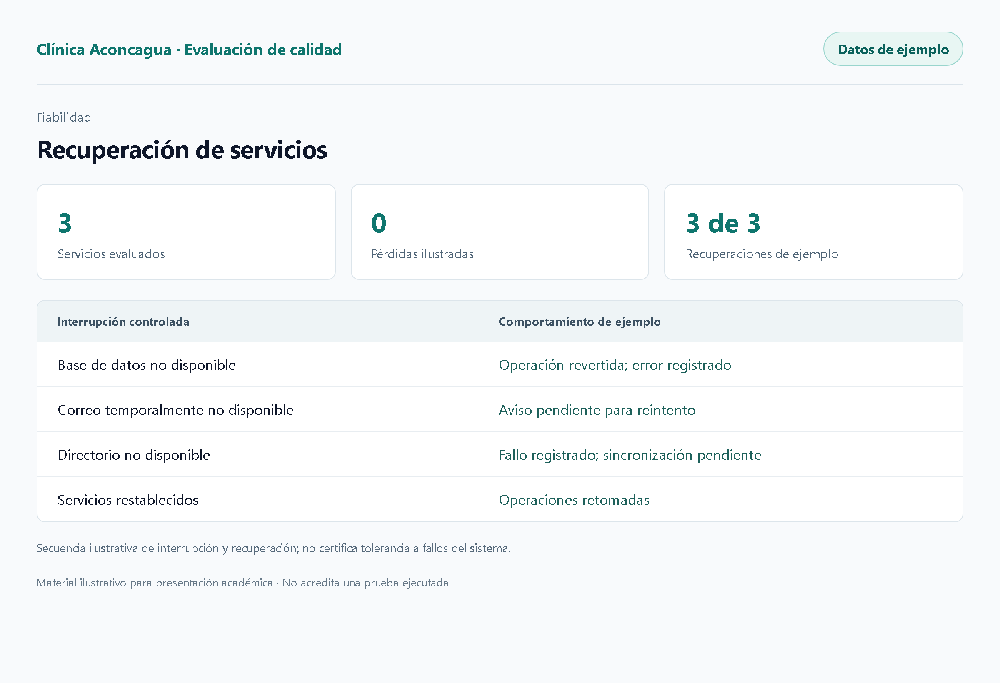 Clínica Aconcagua · Evaluación de calidad
Datos de ejemplo
Fiabilidad
Recuperación de servicios
3
Servicios evaluados
0
Pérdidas ilustradas
3 de 3
Recuperaciones de ejemplo
Interrupción controlada
Comportamiento de ejemplo
Base de datos no disponible
Operación revertida; error registrado
Correo temporalmente no disponible
Aviso pendiente para reintento
Directorio no disponible
Fallo registrado; sincronización pendiente
Servicios restablecidos
Operaciones retomadas
Secuencia ilustrativa de interrupción y recuperación; no certifica tolerancia a fallos del sistema.
Material ilustrativo para presentación académica · No acredita una prueba ejecutada